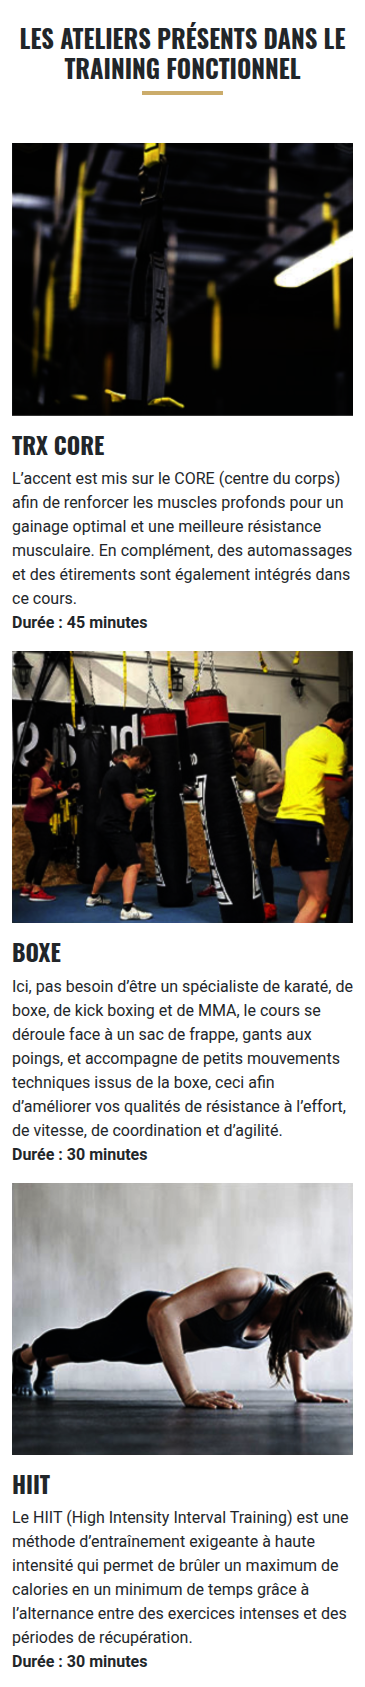 LES ATELIERS PRÉSENTS DANS LE
TRAINING FONCTIONNEL
TRX
TRX CORE
L'accent est mis sur le CORE (centre du corps)
afin de renforcer les muscles profonds pour un
gainage optimal et une meilleure résistance
musculaire. En complément, des automassages
et des étirements sont également intégrés dans
ce cours.
Durée : 45 minutes
BOXE
Ici, pas besoin d'être un spécialiste de karaté, de
boxe, de kick boxing et de MMA, le cours se
déroule face à un sac de frappe, gants aux
poings, et accompagne de petits mouvements
techniques issus de la boxe, ceci afin
d'améliorer vos qualités de résistance à l'effort,
de vitesse, de coordination et d'agilité.
Durée : 30 minutes
HIIT
Le HIIT (High Intensity Interval Training) est une
méthode d'entraînement exigeante à haute
intensité qui permet de brûler un maximum de
calories en un minimum de temps grâce à
l'alternance entre des exercices intenses et des
périodes de récupération.
Durée : 30 minutes